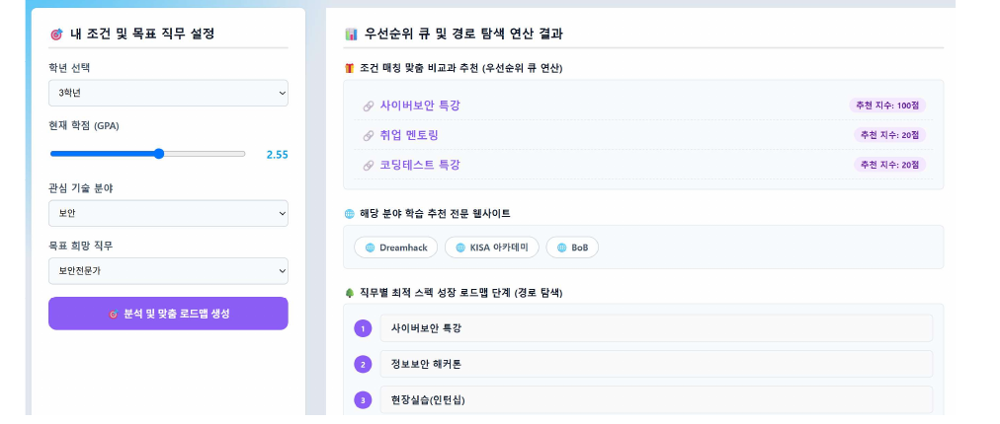 내 조건 및 목표 직무 설정
학년 선택
3학년
현재 학점 (GPA)
2.55
관심 기술 분야
보안
목표 희망 직무
보안전문가
분석 및 맞춤 로드맵 생성
우선순위 큐 및 경로 탐색 연산 결과
조건 매칭 맞춤 비교과 추천 (우선순위 큐 연산)
사이버보안 특강 추천 지수: 100점
취업 멘토링 추천 지수: 20점
코딩테스트 특강 추천 지수: 20점
해당 분야 학습 추천 전문 웹사이트
Dreamhack KISA 아카데미 BoB
직무별 최적 스펙 성장 로드맵 단계 (경로 탐색)
1 사이버보안 특강
2 정보보안 해커톤
3 현장실습(인턴십)